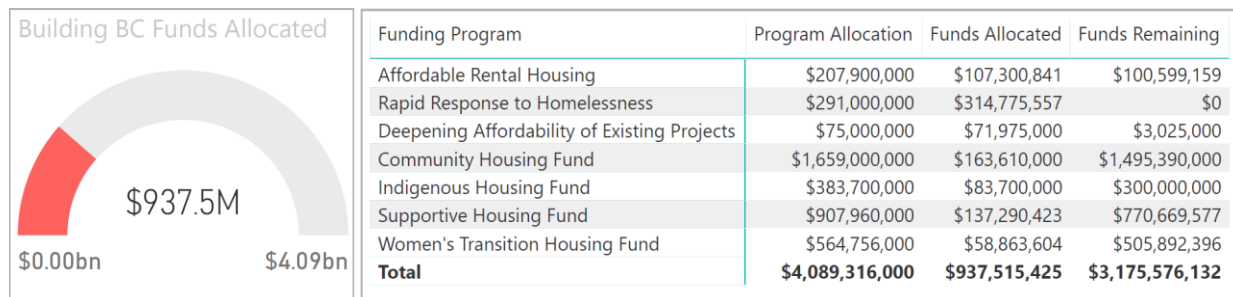 Building BC Funds Allocated
$937.5M
$0.00bn $4.09bn
Funding Program Program Allocation Funds Allocated Funds Remaining
Affordable Rental Housing $207,900,000 $107,300,841 $100,599,159
Rapid Response to Homelessness $291,000,000 $314,775,557 $0
Deepening Affordability of Existing Projects $75,000,000 $71,975,000 $3,025,000
Community Housing Fund $1,659,000,000 $163,610,000 $1,495,390,000
Indigenous Housing Fund $383,700,000 $83,700,000 $300,000,000
Supportive Housing Fund $907,960,000 $137,290,423 $770,669,577
Women's Transition Housing Fund $564,756,000 $58,863,604 $505,892,396
Total $4,089,316,000 $937,515,425 $3,175,576,132